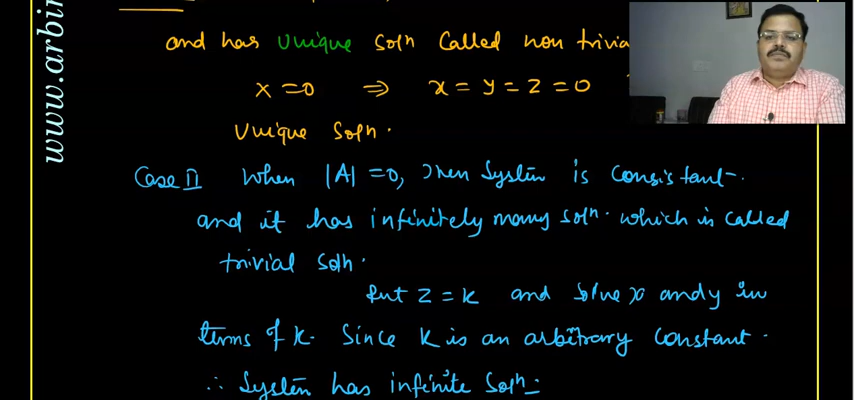 www.arbin
and has Unique Soln Called non trivia
X = 0 ⇒ x = y = z = 0
Unique Soln.
Case II When |A| = 0, Then System is Consistant.
and it has infinitely many soln. which is called
trivial Soln.
Put Z = K and solve x and y in
terms of K. Since K is an arbitrary Constant.
∴ System has infinite Soln: